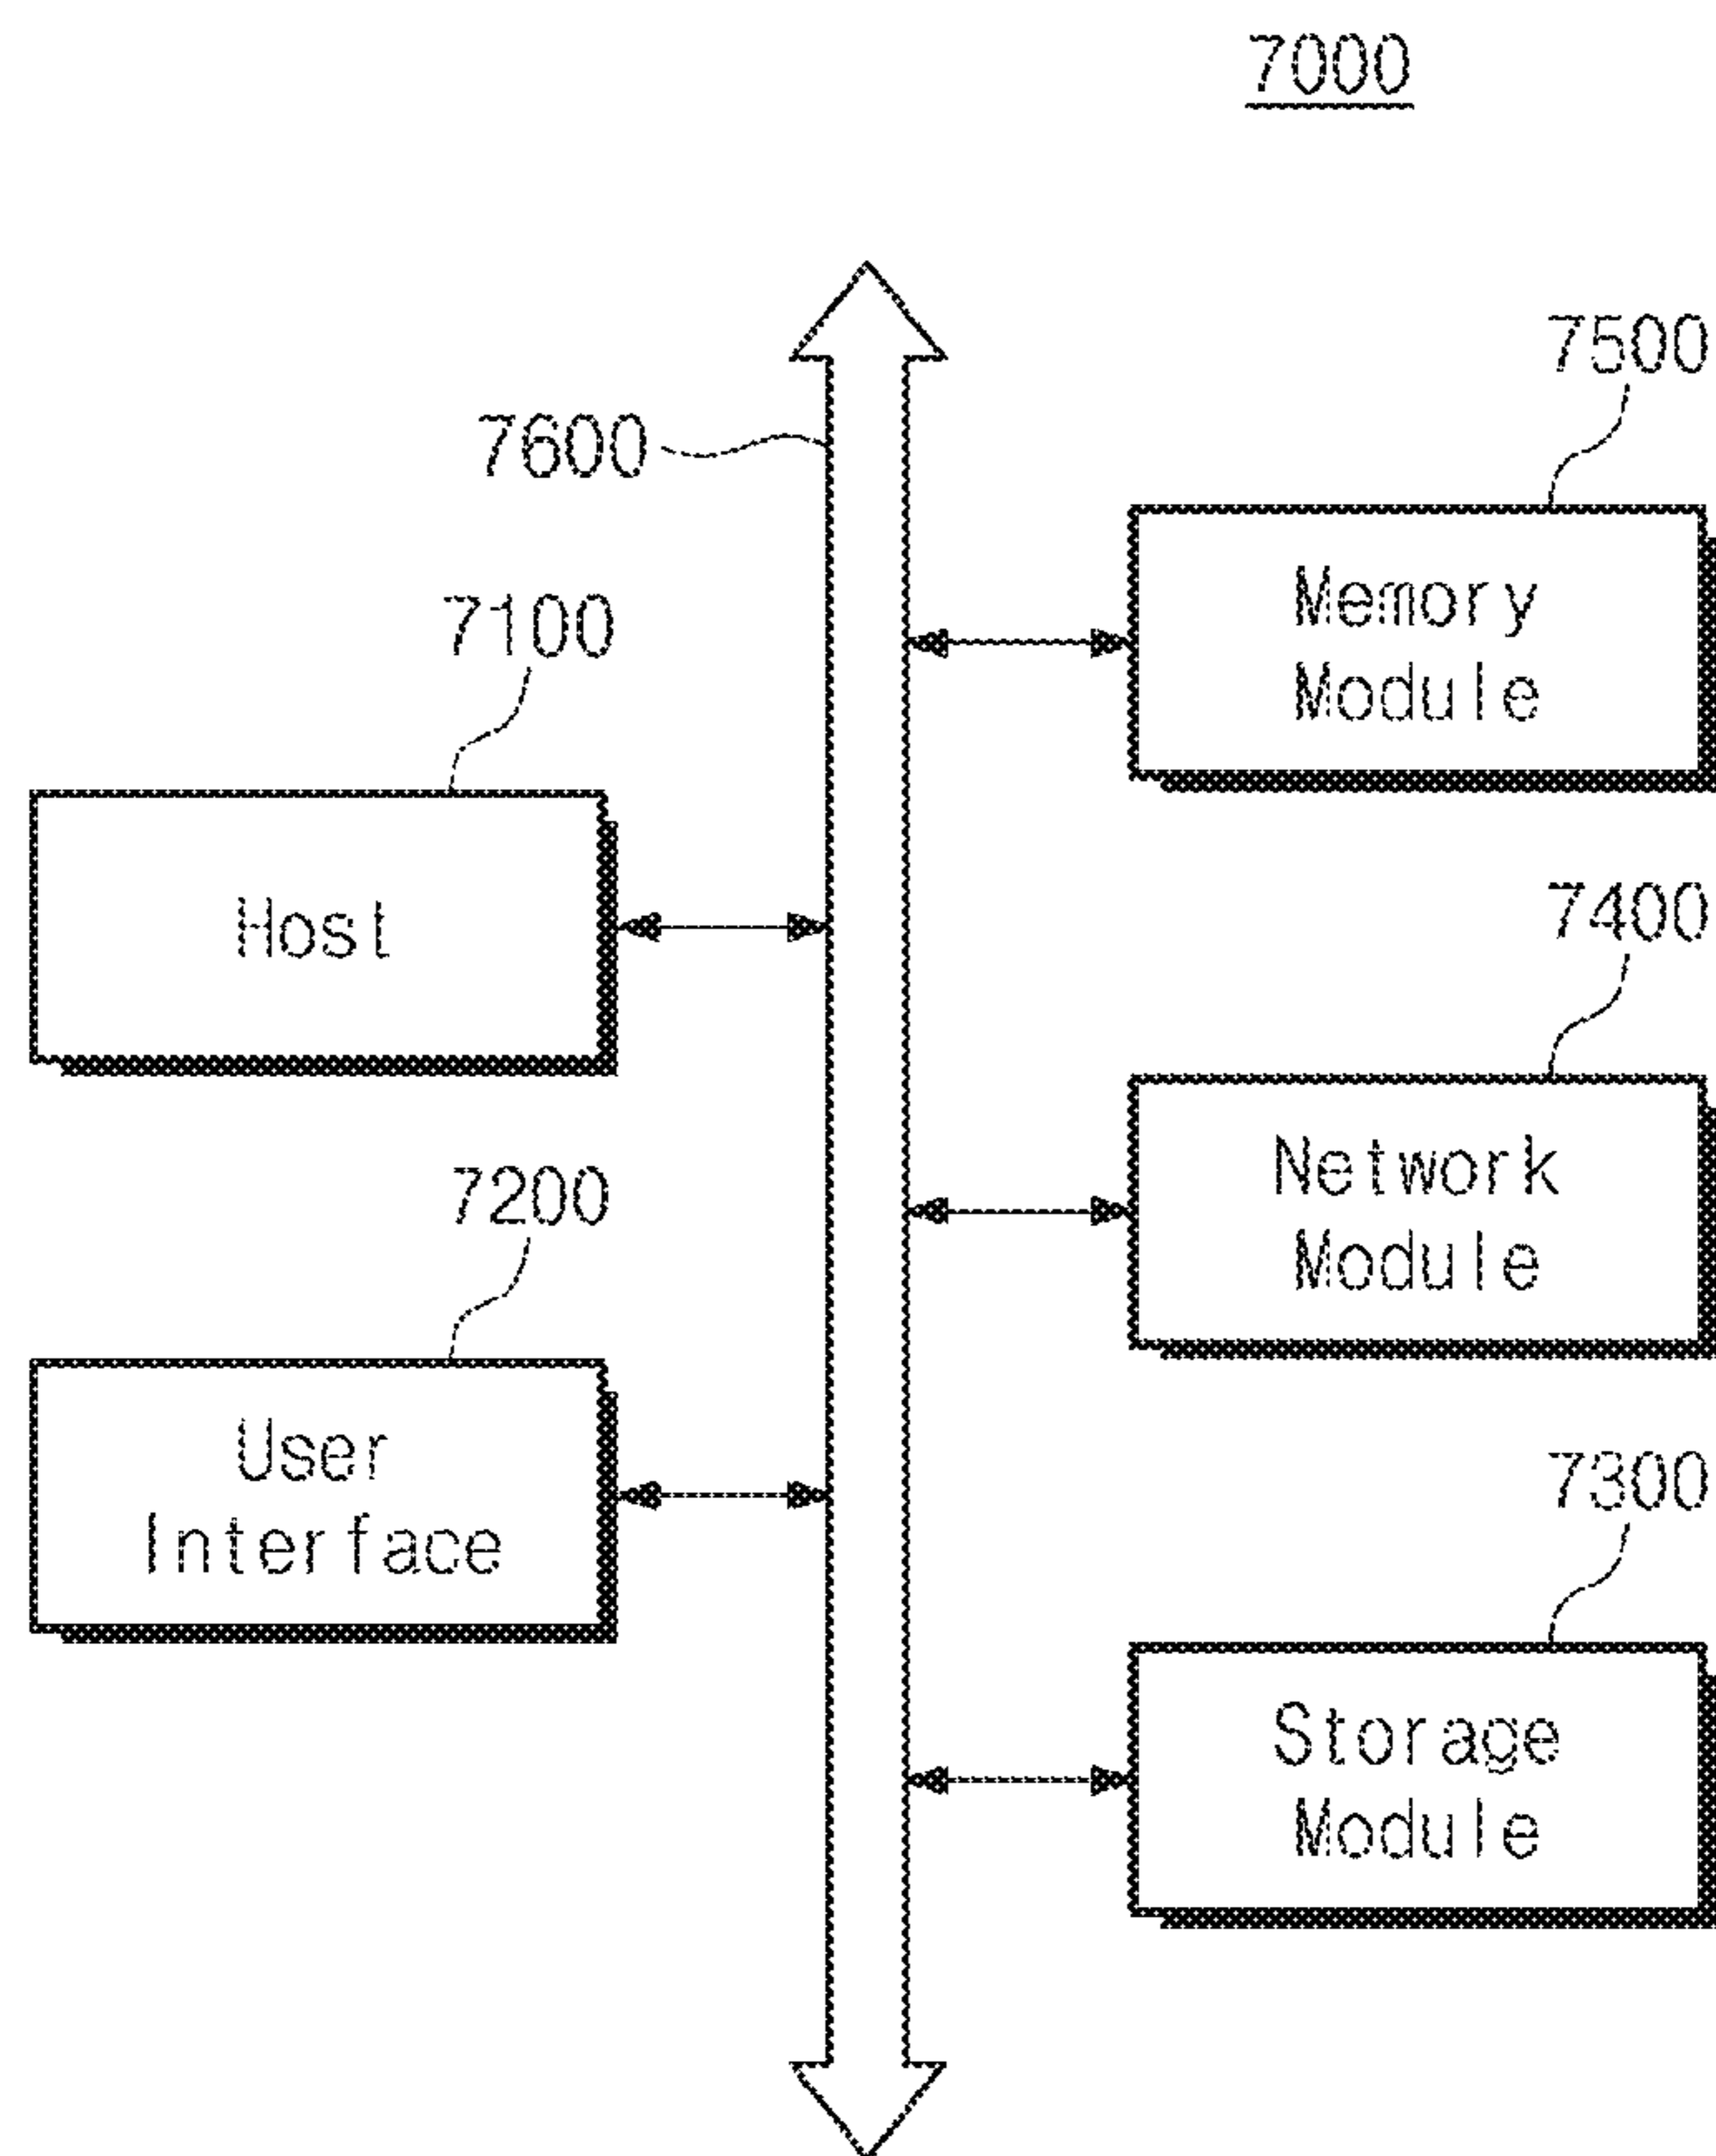 7000
7500
7600
Memory
Module
7100
Host
7400
Network
Module
7200
User
Interface
7300
Storage
Module